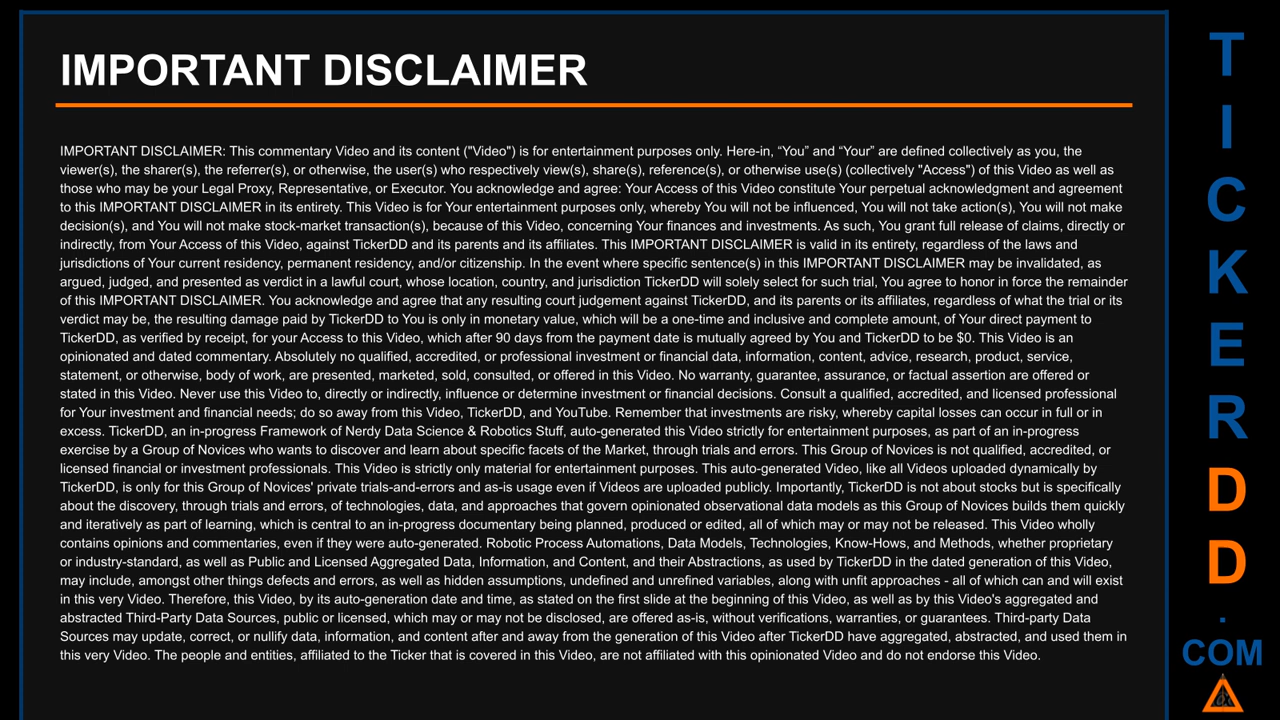 IMPORTANT DISCLAIMER
IMPORTANT DISCLAIMER: This commentary Video and its content ("Video") is for entertainment purposes only. Here-in, “You” and “Your” are defined collectively as you, the
viewer(s), the sharer(s), the referrer(s), or otherwise, the user(s) who respectively view(s), share(s), reference(s), or otherwise use(s) (collectively "Access") of this Video as well as
those who may be your Legal Proxy, Representative, or Executor. You acknowledge and agree: Your Access of this Video constitute Your perpetual acknowledgment and agreement
to this IMPORTANT DISCLAIMER in its entirety. This Video is for Your entertainment purposes only, whereby You will not be influenced, You will not take action(s), You will not make
decision(s), and You will not make stock-market transaction(s), because of this Video, concerning Your finances and investments. As such, You grant full release of claims, directly or
indirectly, from Your Access of this Video, against TickerDD and its parents and its affiliates. This IMPORTANT DISCLAIMER is valid in its entirety, regardless of the laws and
jurisdictions of Your current residency, permanent residency, and/or citizenship. In the event where specific sentence(s) in this IMPORTANT DISCLAIMER may be invalidated, as
argued, judged, and presented as verdict in a lawful court, whose location, country, and jurisdiction TickerDD will solely select for such trial, You agree to honor in force the remainder
of this IMPORTANT DISCLAIMER. You acknowledge and agree that any resulting court judgement against TickerDD, and its parents or its affiliates, regardless of what the trial or its
verdict may be, the resulting damage paid by TickerDD to You is only in monetary value, which will be a one-time and inclusive and complete amount, of Your direct payment to
TickerDD, as verified by receipt, for your Access to this Video, which after 90 days from the payment date is mutually agreed by You and TickerDD to be $0. This Video is an
opinionated and dated commentary. Absolutely no qualified, accredited, or professional investment or financial data, information, content, advice, research, product, service,
statement, or otherwise, body of work, are presented, marketed, sold, consulted, or offered in this Video. No warranty, guarantee, assurance, or factual assertion are offered or
stated in this Video. Never use this Video to, directly or indirectly, influence or determine investment or financial decisions. Consult a qualified, accredited, and licensed professional
for Your investment and financial needs; do so away from this Video, TickerDD, and YouTube. Remember that investments are risky, whereby capital losses can occur in full or in
excess. TickerDD, an in-progress Framework of Nerdy Data Science & Robotics Stuff, auto-generated this Video strictly for entertainment purposes, as part of an in-progress
exercise by a Group of Novices who wants to discover and learn about specific facets of the Market, through trials and errors. This Group of Novices is not qualified, accredited, or
licensed financial or investment professionals. This Video is strictly only material for entertainment purposes. This auto-generated Video, like all Videos uploaded dynamically by
TickerDD, is only for this Group of Novices' private trials-and-errors and as-is usage even if Videos are uploaded publicly. Importantly, TickerDD is not about stocks but is specifically
about the discovery, through trials and errors, of technologies, data, and approaches that govern opinionated observational data models as this Group of Novices builds them quickly
and iteratively as part of learning, which is central to an in-progress documentary being planned, produced or edited, all of which may or may not be released. This Video wholly
contains opinions and commentaries, even if they were auto-generated. Robotic Process Automations, Data Models, Technologies, Know-Hows, and Methods, whether proprietary
or industry-standard, as well as Public and Licensed Aggregated Data, Information, and Content, and their Abstractions, as used by TickerDD in the dated generation of this Video,
may include, amongst other things defects and errors, as well as hidden assumptions, undefined and unrefined variables, along with unfit approaches - all of which can and will exist
in this very Video. Therefore, this Video, by its auto-generation date and time, as stated on the first slide at the beginning of this Video, as well as by this Video's aggregated and
abstracted Third-Party Data Sources, public or licensed, which may or may not be disclosed, are offered as-is, without verifications, warranties, or guarantees. Third-party Data
Sources may update, correct, or nullify data, information, and content after and away from the generation of this Video after TickerDD have aggregated, abstracted, and used them in
this very Video. The people and entities, affiliated to the Ticker that is covered in this Video, are not affiliated with this opinionated Video and do not endorse this Video.
T
I
C
K
E
R
D
D
.
COM